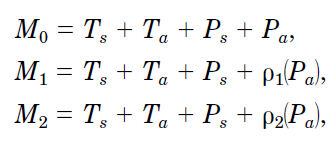 M₀ = Tₛ + Tₐ + Pₛ + Pₐ,
M₁ = Tₛ + Tₐ + Pₛ + ρ₁(Pₐ),
M₂ = Tₛ + Tₐ + Pₛ + ρ₂(Pₐ),